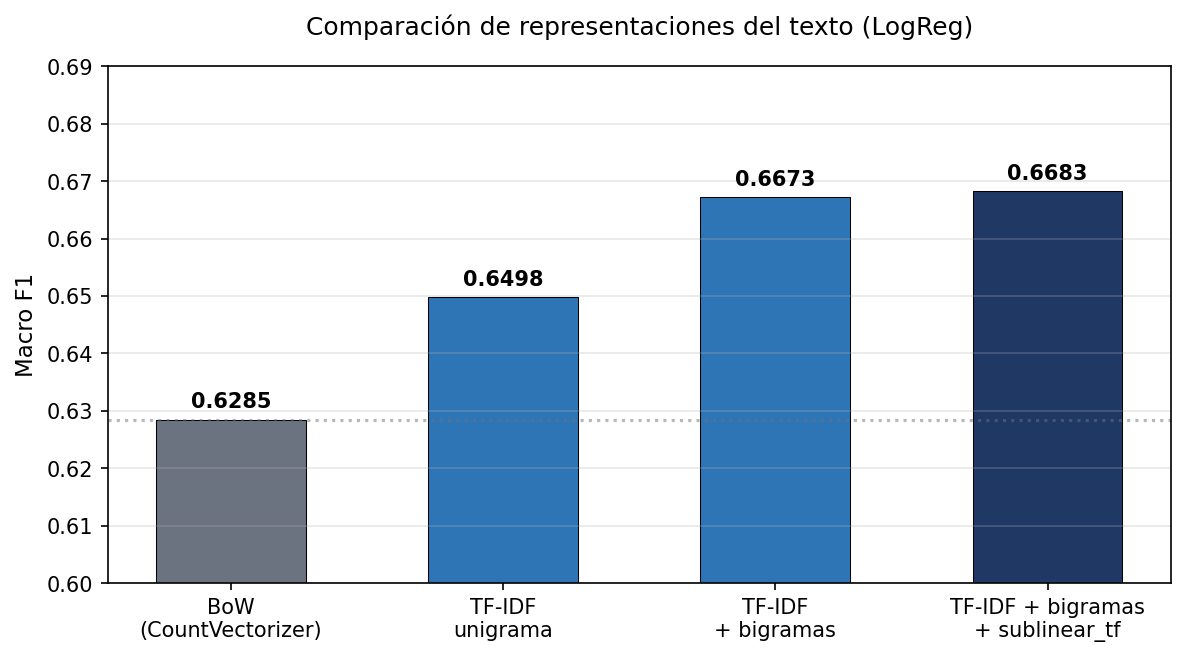 Comparación de representaciones del texto (LogReg)
Macro F1
0.69
0.68
0.67
0.66
0.65
0.64
0.63
0.62
0.61
0.60
0.6285
0.6498
0.6673
0.6683
BoW
(CountVectorizer)
TF-IDF
unigrama
TF-IDF
+ bigramas
TF-IDF + bigramas
+ sublinear_tf